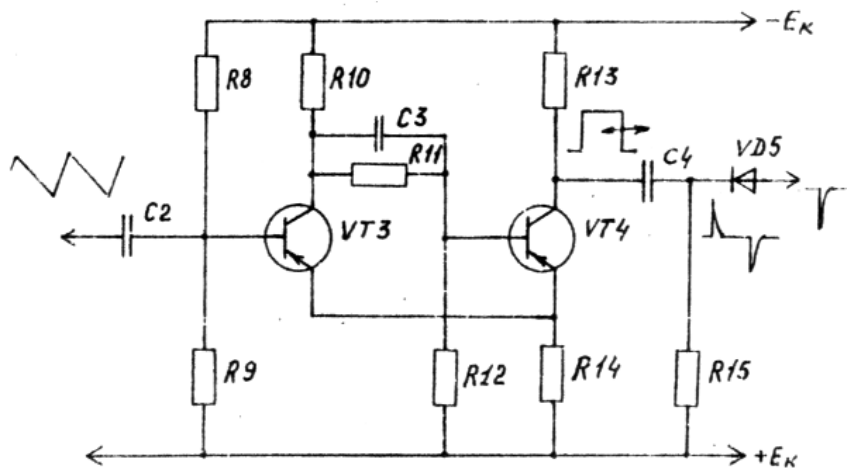 −Eк
R8
R10
R13
C3
R11
C4
VD5
C2
VT3
VT4
R9
R12
R14
R15
+Eк